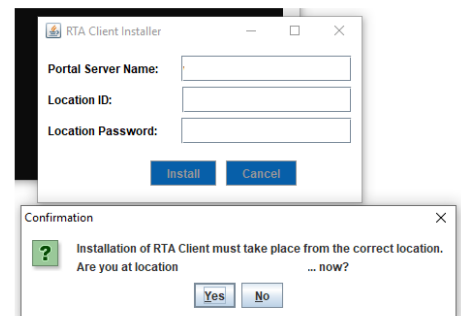 RTA Client Installer
Portal Server Name:
Location ID:
Location Password:
Install Cancel
Confirmation
Installation of RTA Client must take place from the correct location.
Are you at location ... now?
Yes No